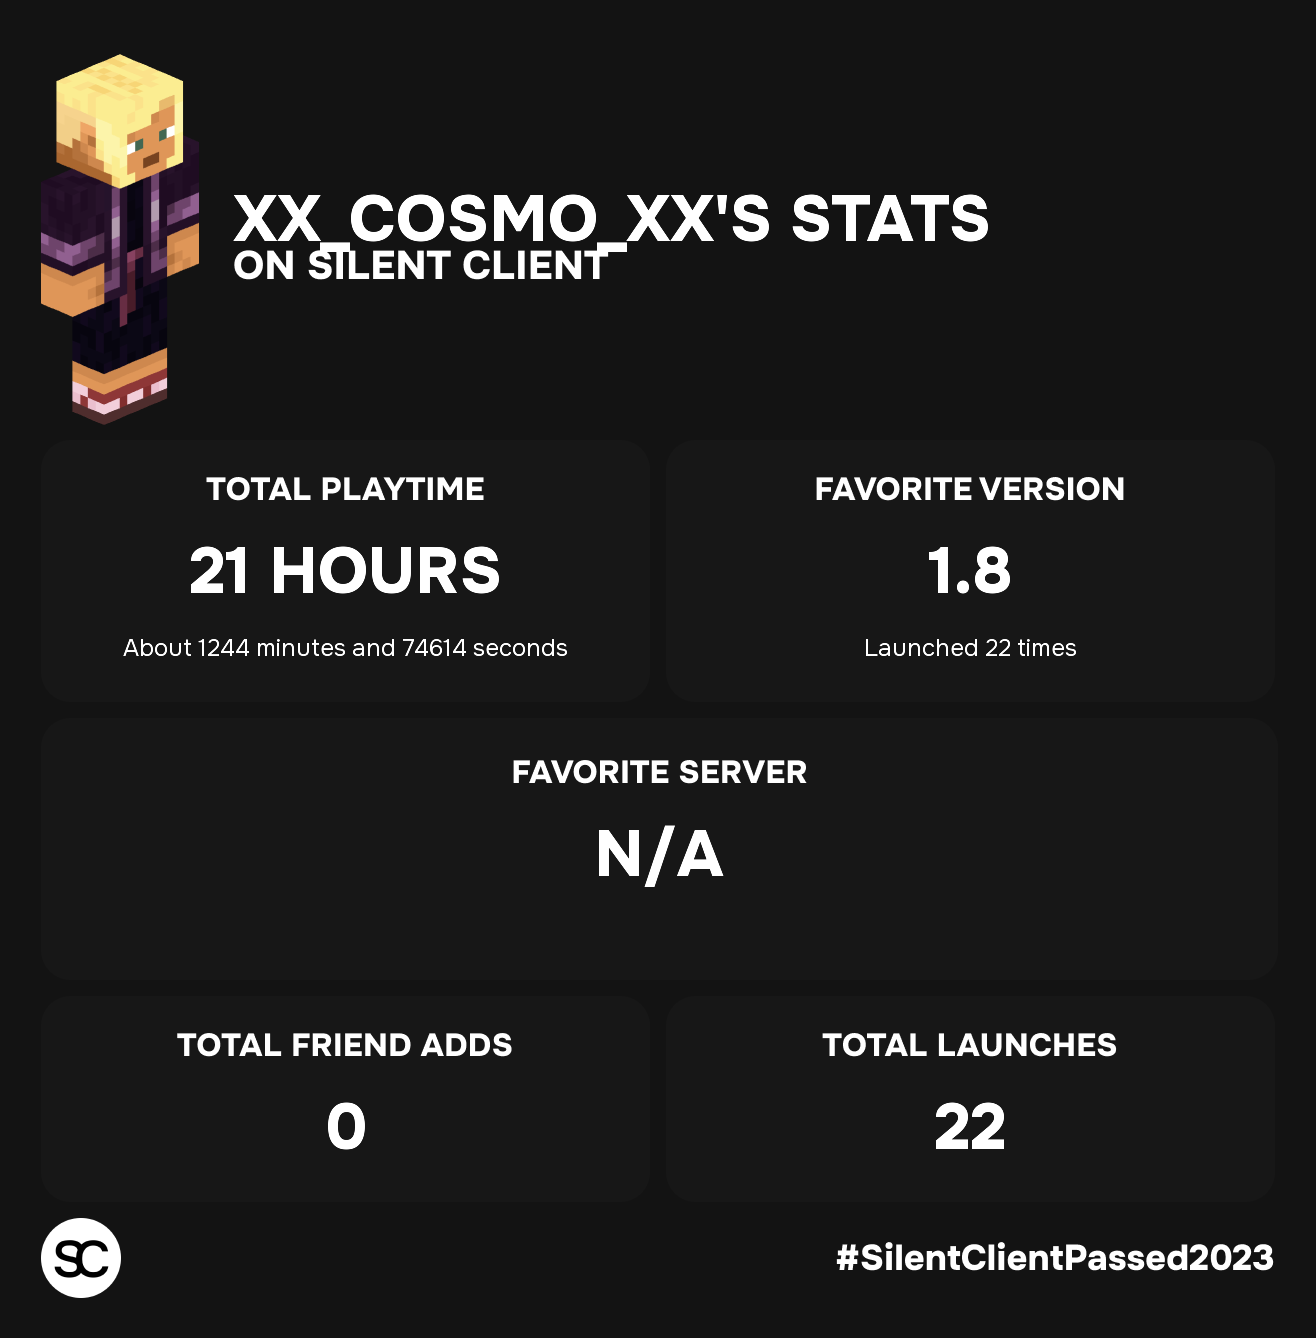 XX_COSMO_XX'S STATS
ON SILENT CLIENT
TOTAL PLAYTIME
21 HOURS
About 1244 minutes and 74614 seconds
FAVORITE VERSION
1.8
Launched 22 times
FAVORITE SERVER
N/A
TOTAL FRIEND ADDS
0
TOTAL LAUNCHES
22
SC
#SilentClientPassed2023